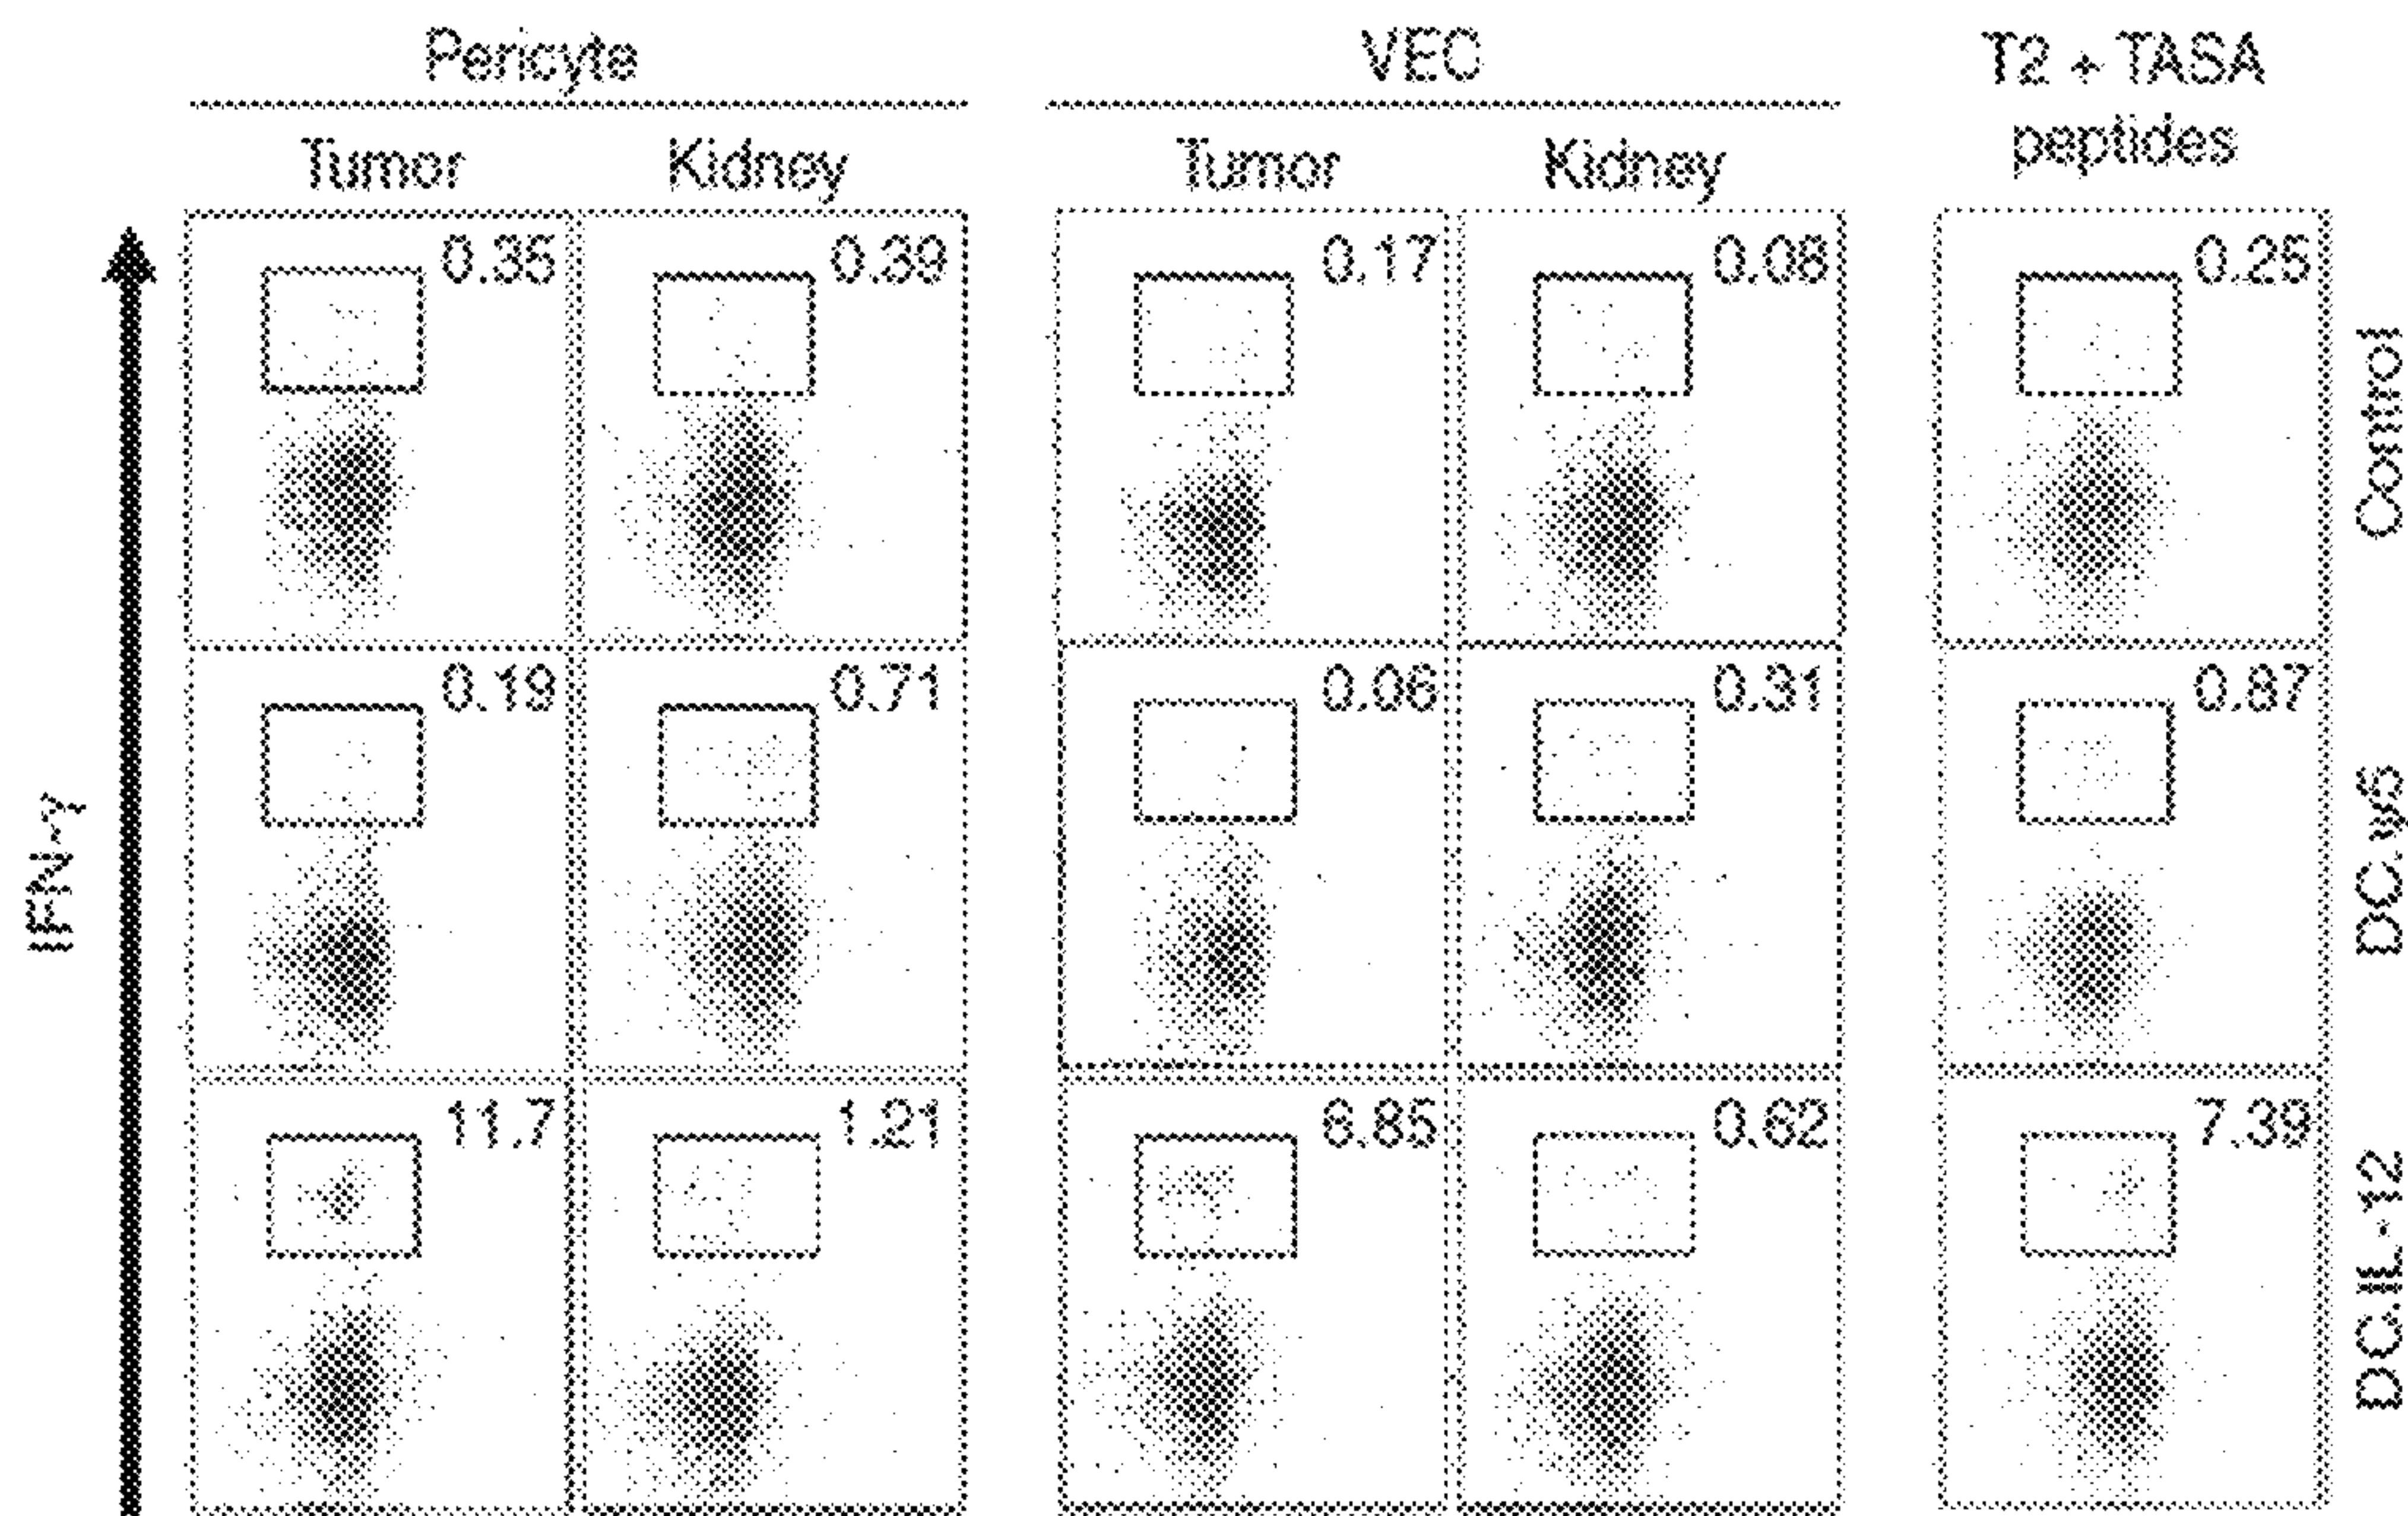 Pericyte VEC T2 + TASA
peptides
Tumor Kidney Tumor Kidney
0.35 0.39 0.17 0.08 0.25
Control
0.19 0.71 0.06 0.31 0.87
DC.ψ5
IFN-γ
11.7 1.21 6.85 0.62 7.39
DC.IL-12